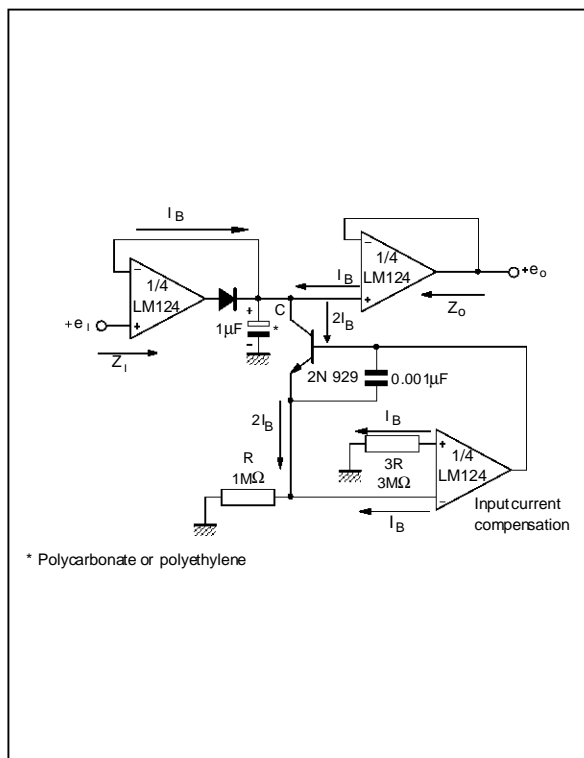 I B
1/4
LM124
+e I
Z I
I B
1/4
LM124
+e o
Z o
C
1µF
*
2I B
2N 929
0.001µF
2I B
I B
R
1MΩ
3R
3MΩ
1/4
LM124
I B
Input current
compensation
* Polycarbonate or polyethylene